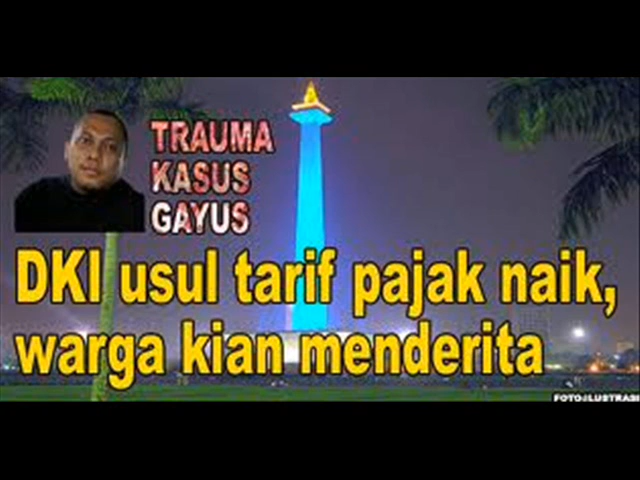 TRAUMA
KASUS
GAYUS
DKI usul tarif pajak naik,
warga kian menderita
FOTO:ILUSTRASI